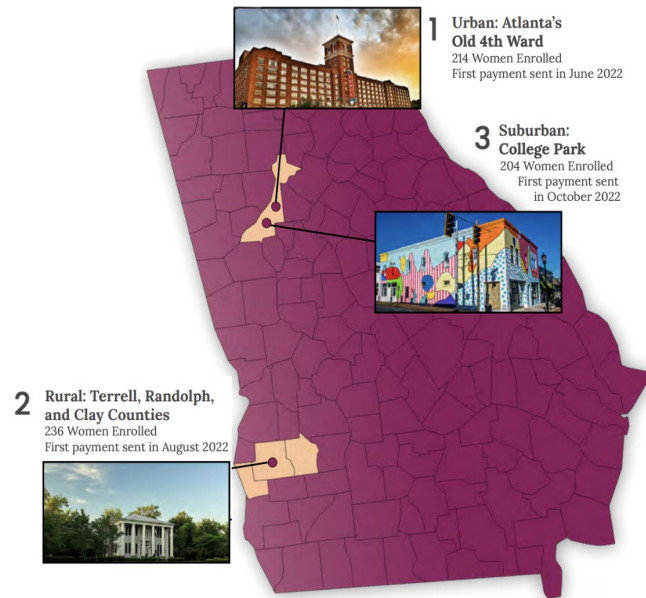 1 Urban: Atlanta's
Old 4th Ward
214 Women Enrolled
First payment sent in June 2022
3 Suburban:
College Park
204 Women Enrolled
First payment sent
in October 2022
2 Rural: Terrell, Randolph,
and Clay Counties
236 Women Enrolled
First payment sent in August 2022